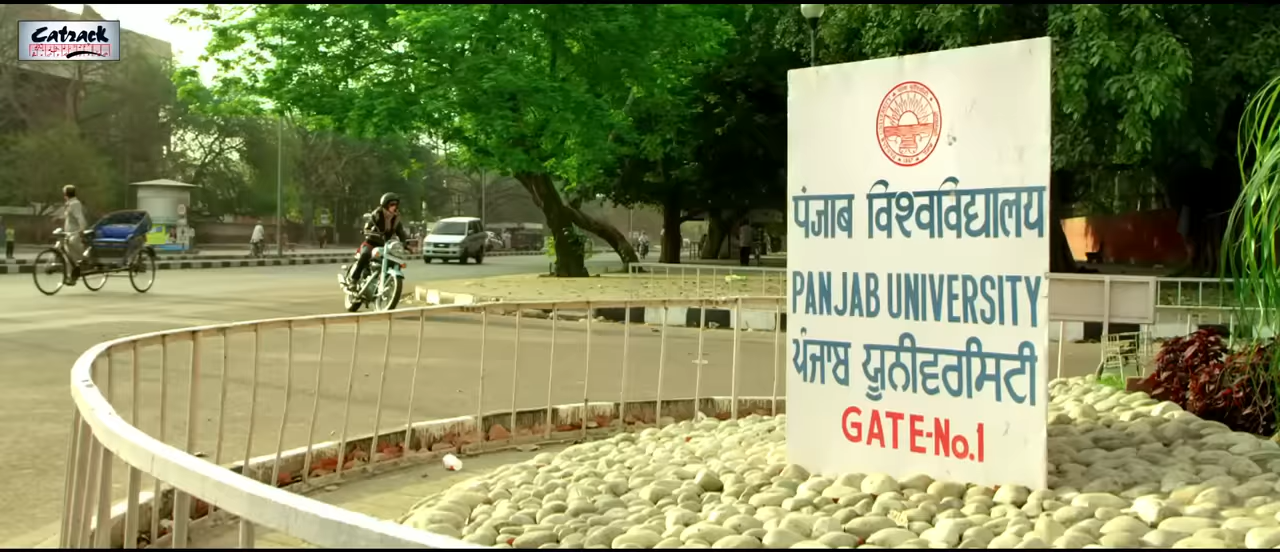 Catrack
ਪੰਜਾਬ विश्वविद्यालय
PANJAB UNIVERSITY
ਪੰਜਾਬ ਯੂਨੀਵਰਸਿਟੀ
GATE-No.1